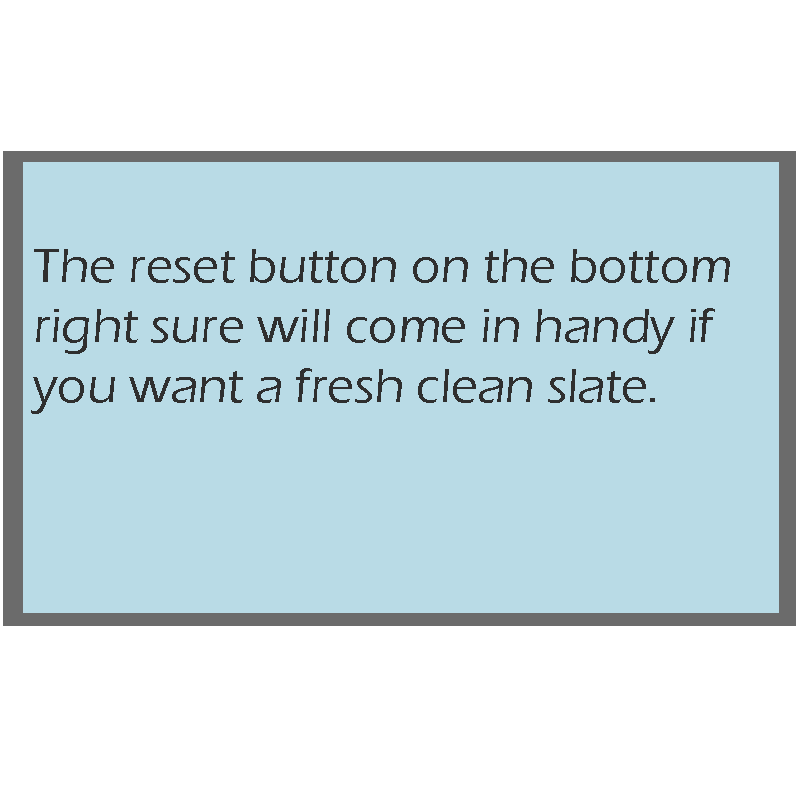 The reset button on the bottom
right sure will come in handy if
you want a fresh clean slate.